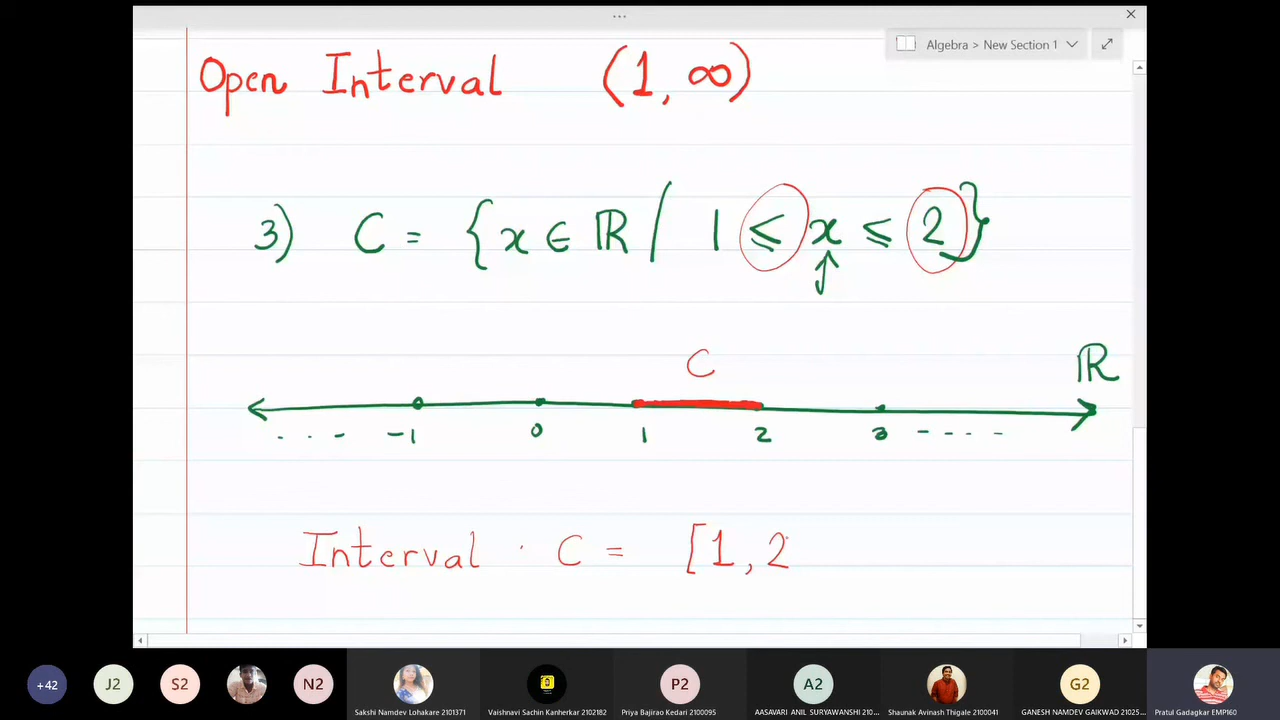 Algebra > New Section 1
Open Interval (1, ∞)
3) C = {x ∈ ℝ / 1 ⩽ x ⩽ 2}
C
ℝ
. . - -1 0 1 2 3 - - - -
Interval · C = [1, 2
+42 J2 S2 N2 P2 A2 G2
Sakshi Namdev Lohakare 2101371 Vaishnavi Sachin Kanherkar 2102182 Priya Bajirao Kedari 2100095 AASAVARI ANIL SURYAWANSHI 210... Shaunak Avinash Thigale 2100041 GANESH NAMDEV GAIKWAD 21025... Pratul Gadagkar EMP160